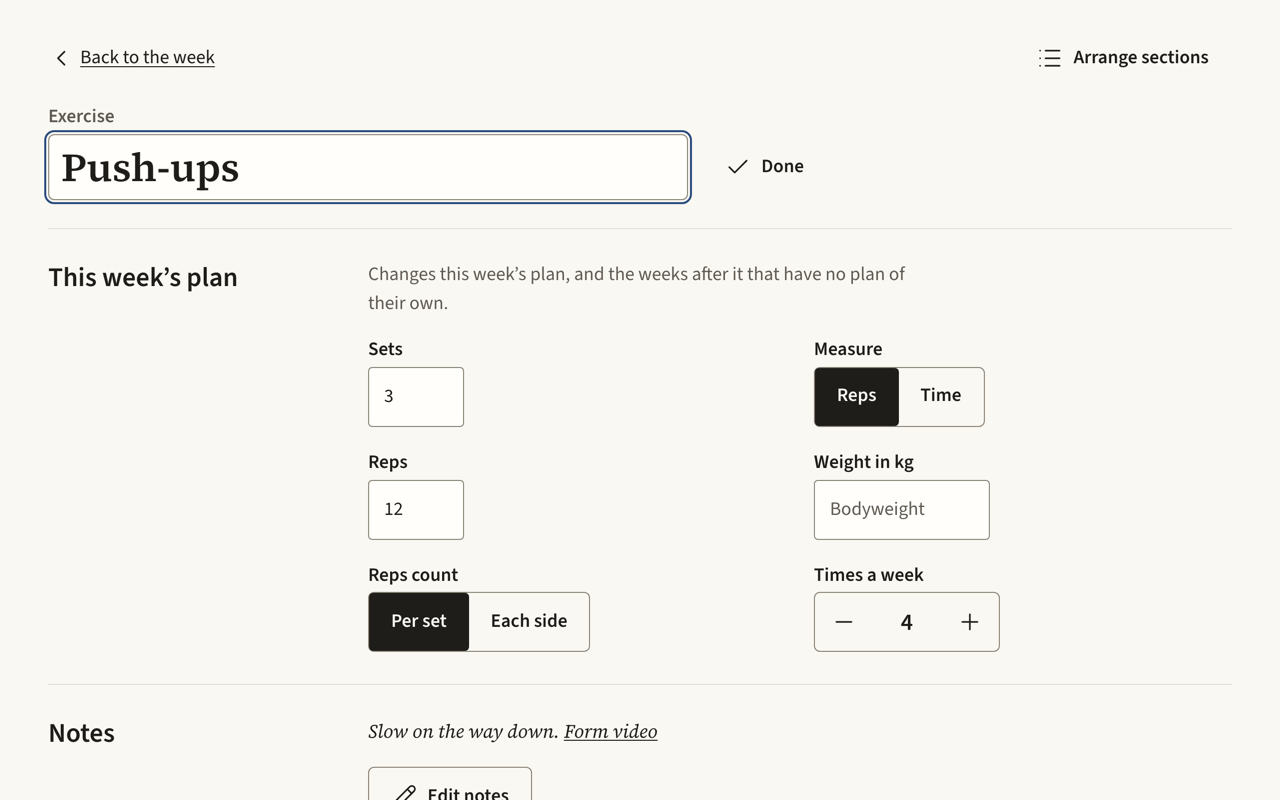 Back to the week
Arrange sections
Exercise
Push-ups
Done
This week’s plan
Changes this week’s plan, and the weeks after it that have no plan of
their own.
Sets
3
Measure
Reps
Time
Reps
12
Weight in kg
Bodyweight
Reps count
Per set
Each side
Times a week
4
Notes
Slow on the way down. Form video
Edit notes